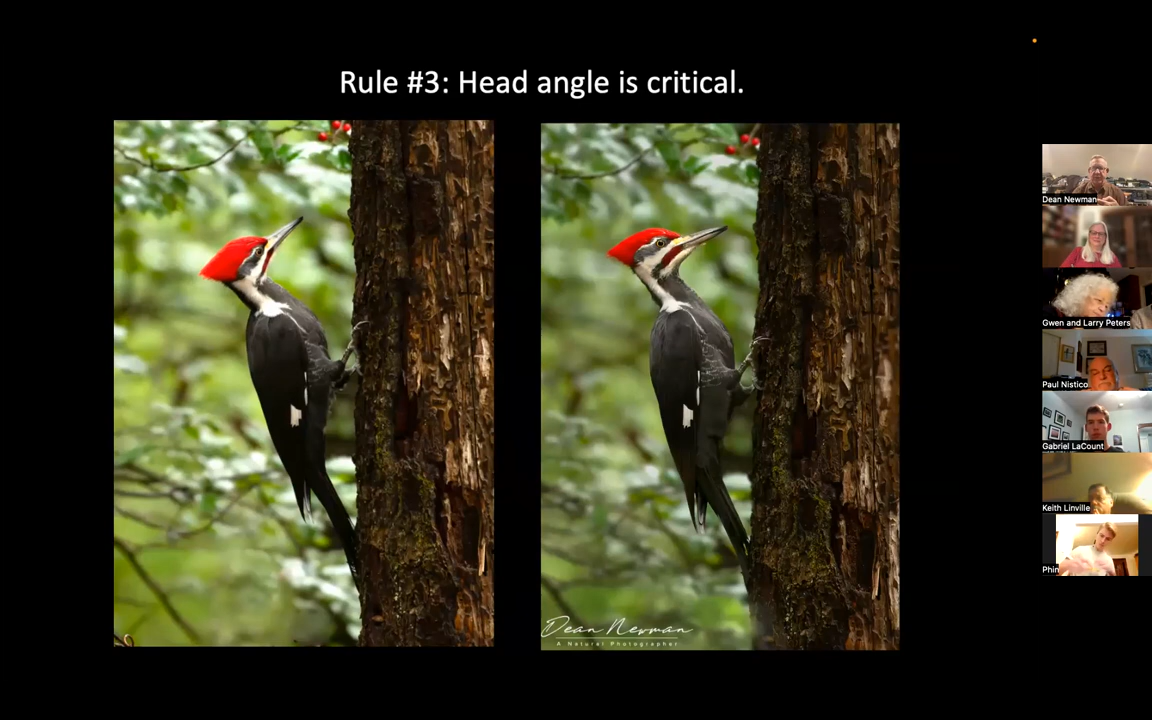 Rule #3: Head angle is critical.
Dean Newman
A Natural Photographer
Dean Newman
Gwen and Larry Peters
Paul Nistico
Gabriel LaCount
Keith Linville
Phin